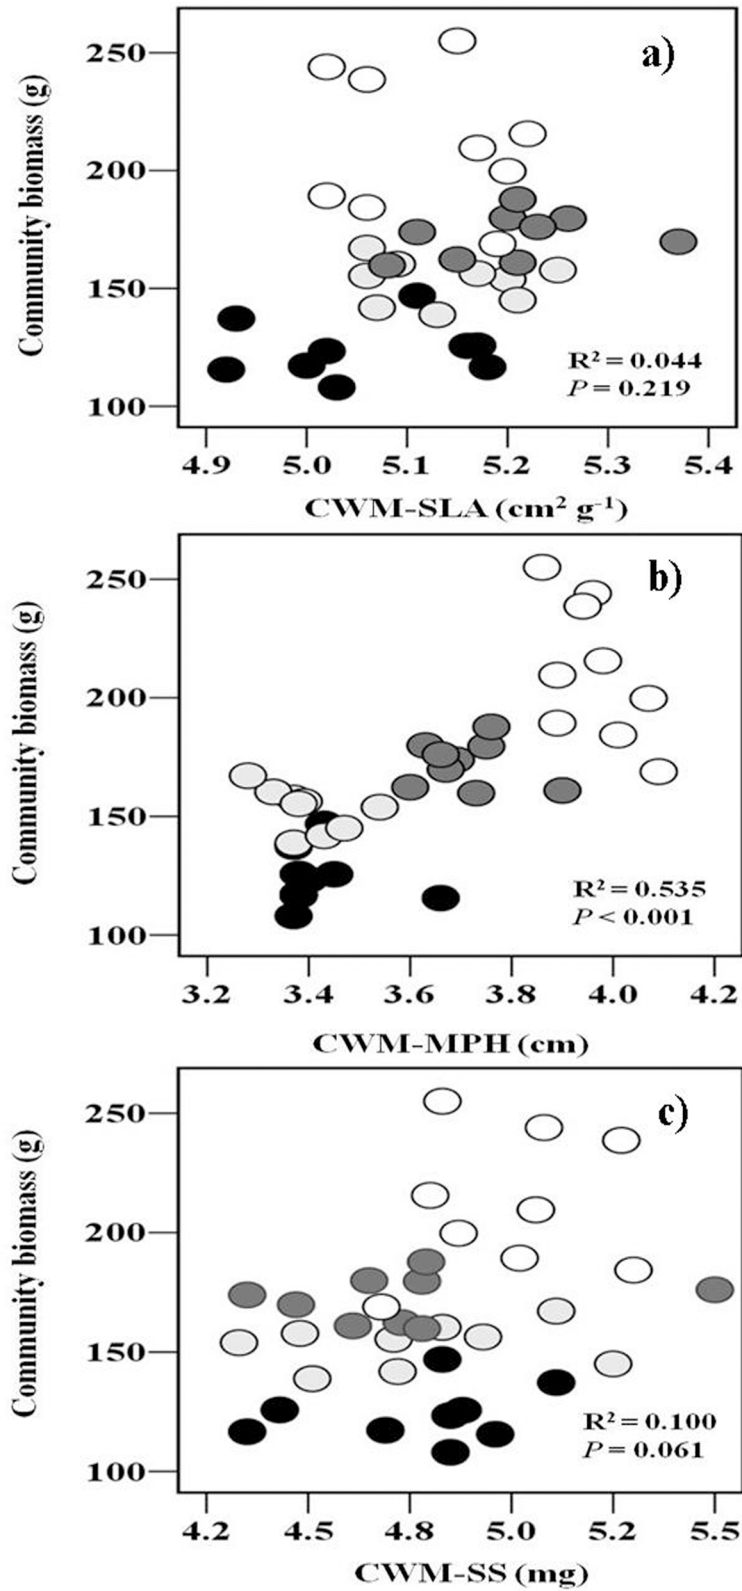 a)
Community biomass (g)
250
200
150
100
R² = 0.044
P = 0.219
4.9 5.0 5.1 5.2 5.3 5.4
CWM-SLA (cm² g⁻¹)
b)
Community biomass (g)
250
200
150
100
R² = 0.535
P < 0.001
3.2 3.4 3.6 3.8 4.0 4.2
CWM-MPH (cm)
c)
Community biomass (g)
250
200
150
100
R² = 0.100
P = 0.061
4.2 4.5 4.8 5.0 5.2 5.5
CWM-SS (mg)